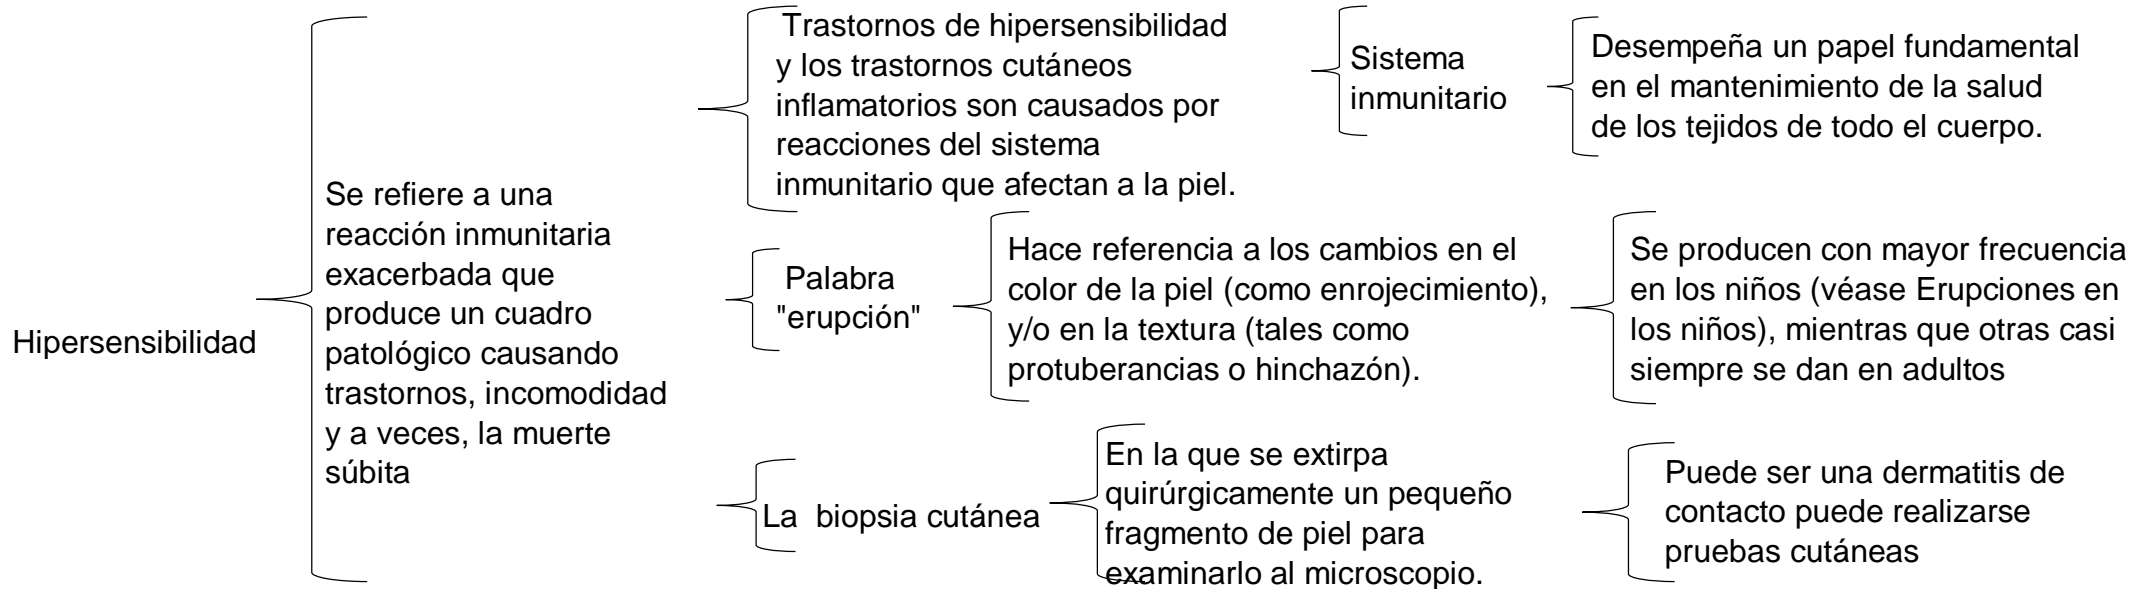 Hipersensibilidad
Se refiere a una
reacción inmunitaria
exacerbada que
produce un cuadro
patológico causando
trastornos, incomodidad
y a veces, la muerte
súbita
Trastornos de hipersensibilidad
y los trastornos cutáneos
inflamatorios son causados por
reacciones del sistema
inmunitario que afectan a la piel.
Sistema
inmunitario
Desempeña un papel fundamental
en el mantenimiento de la salud
de los tejidos de todo el cuerpo.
Palabra
"erupción"
Hace referencia a los cambios en el
color de la piel (como enrojecimiento),
y/o en la textura (tales como
protuberancias o hinchazón).
Se producen con mayor frecuencia
en los niños (véase Erupciones en
los niños), mientras que otras casi
siempre se dan en adultos
La biopsia cutánea
En la que se extirpa
quirúrgicamente un pequeño
fragmento de piel para
examinarlo al microscopio.
Puede ser una dermatitis de
contacto puede realizarse
pruebas cutáneas